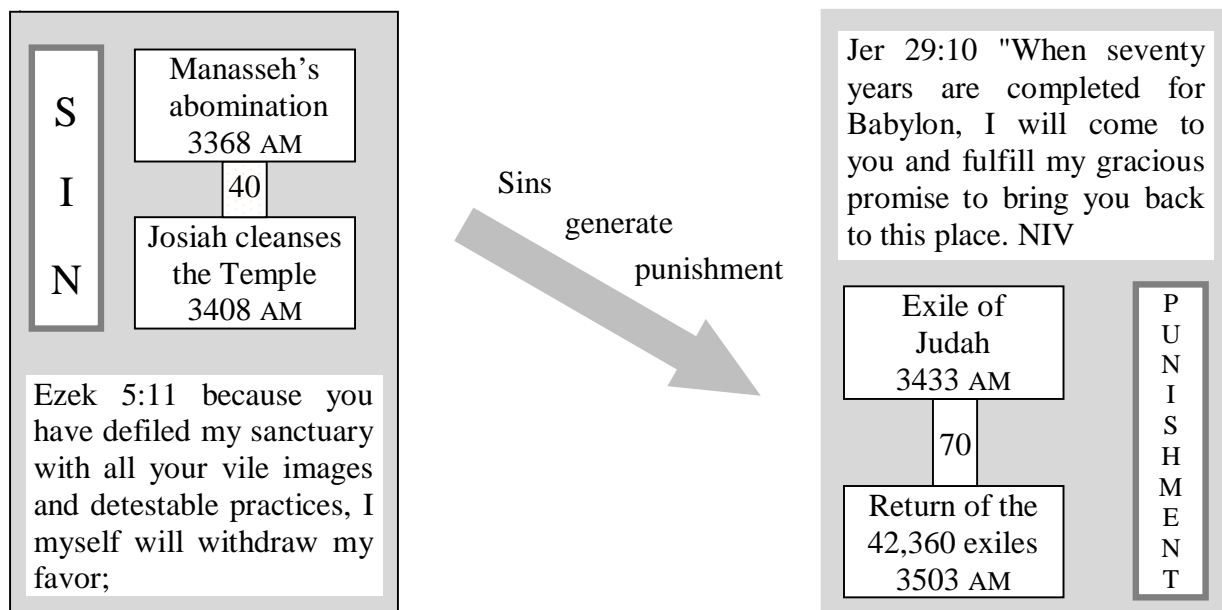 S
I
N
Manasseh's
abomination
3368 AM
40
Josiah cleanses
the Temple
3408 AM
Ezek 5:11 because you
have defiled my sanctuary
with all your vile images
and detestable practices, I
myself will withdraw my
favor;
Sins
generate
punishment
Jer 29:10 "When seventy
years are completed for
Babylon, I will come to
you and fulfill my gracious
promise to bring you back
to this place. NIV
Exile of
Judah
3433 AM
70
Return of the
42,360 exiles
3503 AM
P
U
N
I
S
H
M
E
N
T